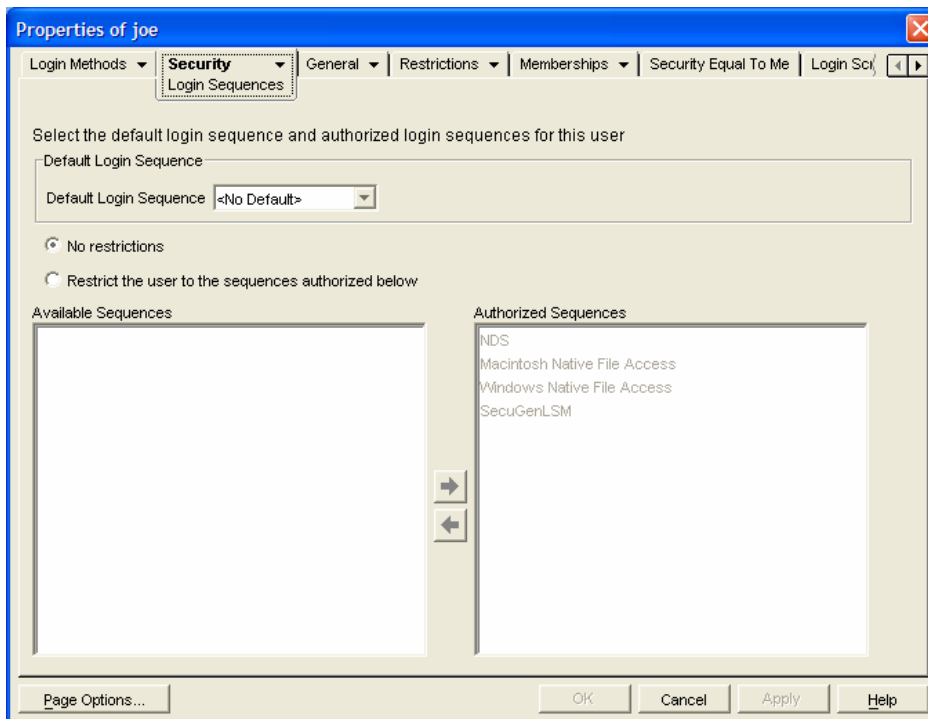 Properties of joe
Login Methods Security General Restrictions Memberships Security Equal To Me Login
Login Sequences
Select the default login sequence and authorized login sequences for this user
Default Login Sequence
Default Login Sequence <No Default>
No restrictions
Restrict the user to the sequences authorized below
Available Sequences Authorized Sequences
NDS
Macintosh Native File Access
Windows Native File Access
SecuGenLSM
Page Options... OK Cancel Apply Help